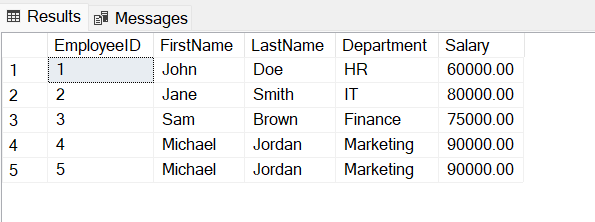 Results Messages
EmployeeID FirstName LastName Department Salary
1 1 John Doe HR 60000.00
2 2 Jane Smith IT 80000.00
3 3 Sam Brown Finance 75000.00
4 4 Michael Jordan Marketing 90000.00
5 5 Michael Jordan Marketing 90000.00